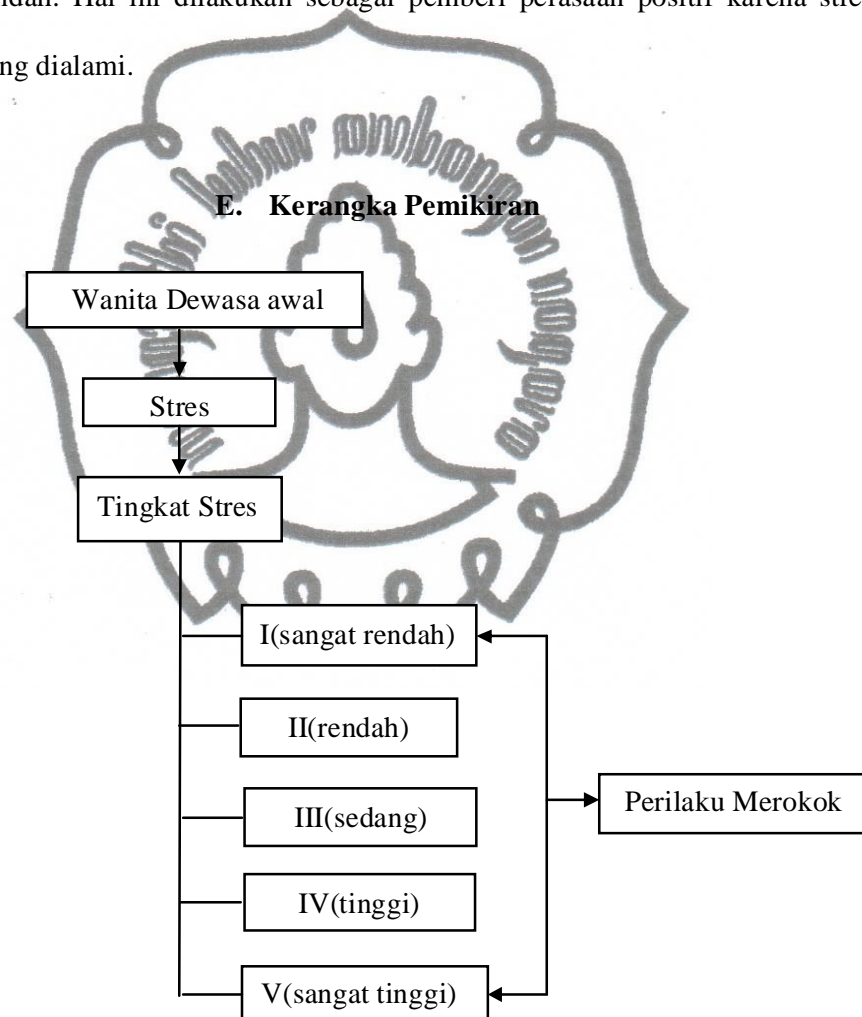 ndah. Hal ini dilakukan sebagai pemberi perasaan positif karena stre
ng dialami.
E. Kerangka Pemikiran
Wanita Dewasa awal
Stres
Tingkat Stres
I(sangat rendah)
II(rendah)
III(sedang)
IV(tinggi)
V(sangat tinggi)
Perilaku Merokok